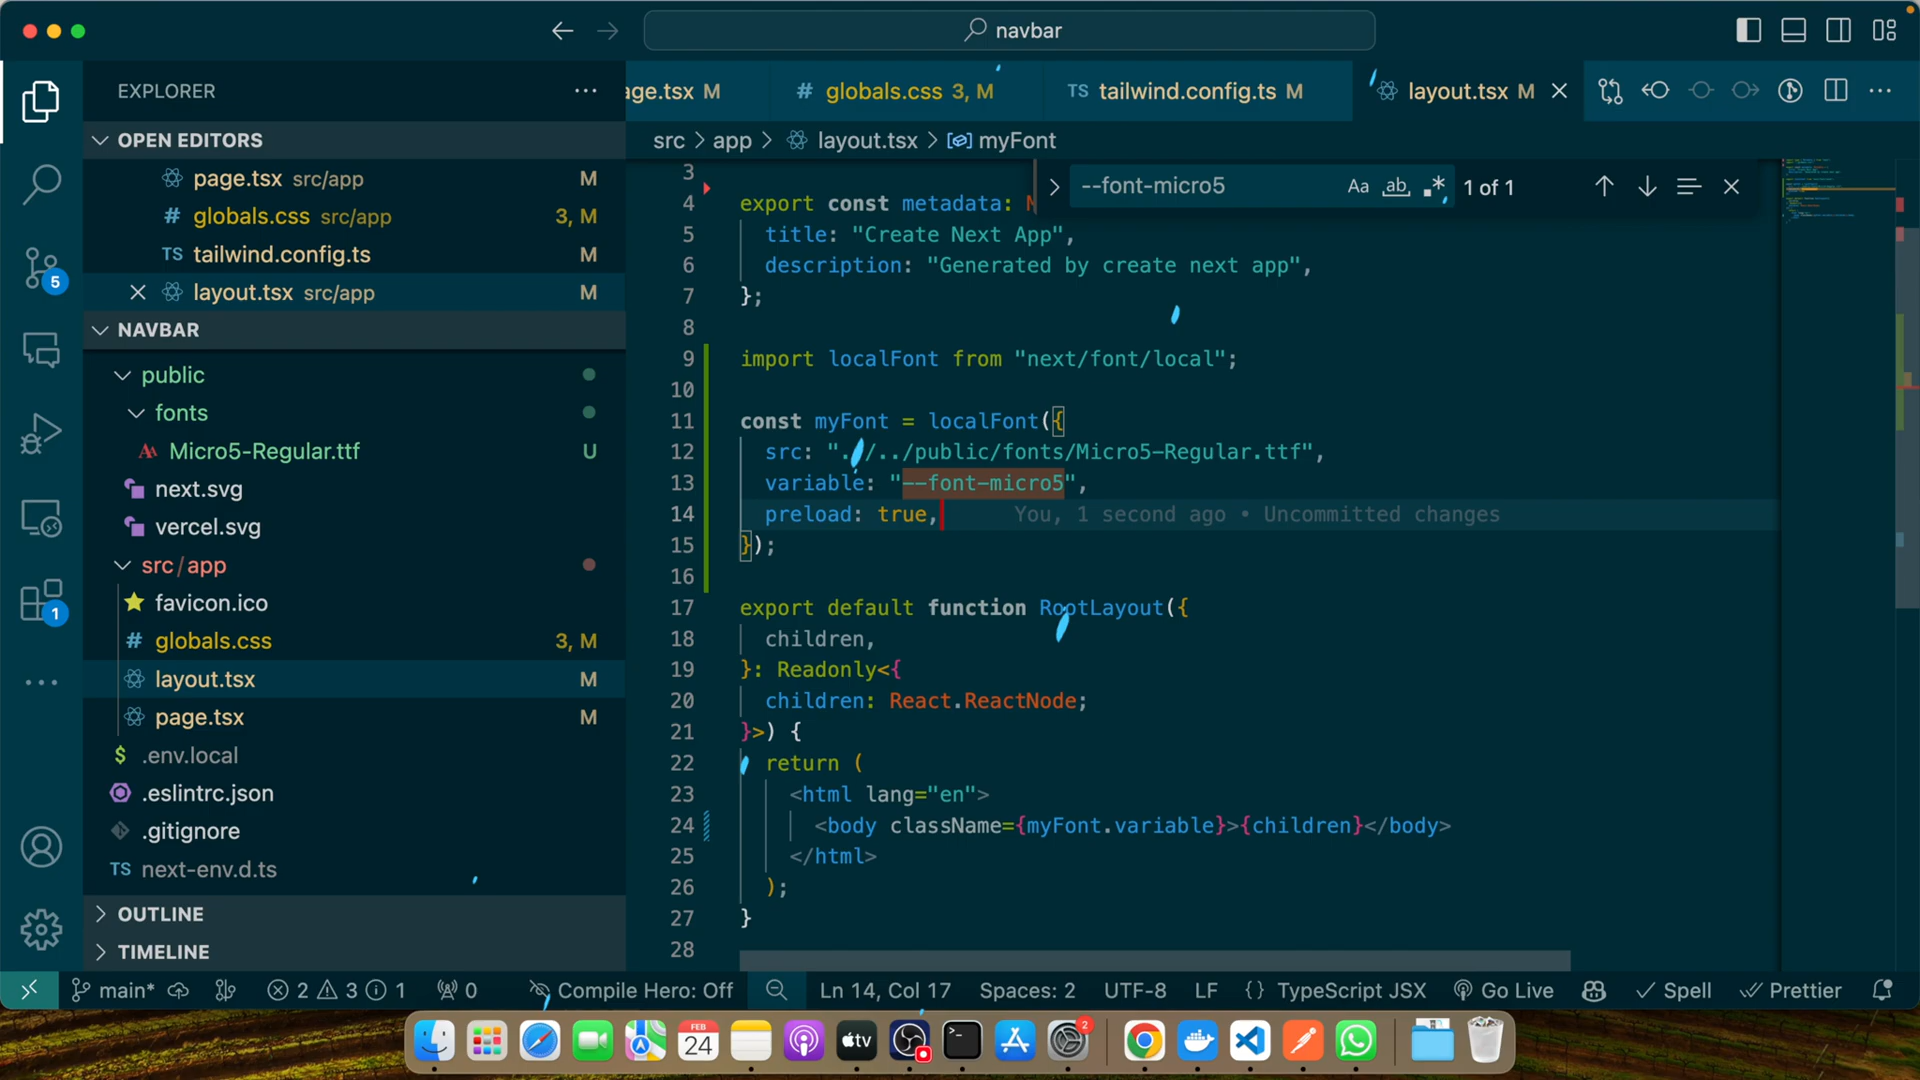 navbar
EXPLORER
OPEN EDITORS
page.tsx src/app M
globals.css src/app 3, M
tailwind.config.ts M
layout.tsx src/app M
NAVBAR
public
fonts
Micro5-Regular.ttf U
next.svg
vercel.svg
src/app
favicon.ico
globals.css 3, M
layout.tsx M
page.tsx M
.env.local
.eslintrc.json
.gitignore
TS next-env.d.ts
OUTLINE
TIMELINE
age.tsx M
# globals.css 3, M
TS tailwind.config.ts M
layout.tsx M
src > app > layout.tsx > myFont
--font-micro5 Aa ab 1 of 1
3
4 export const metadata:
5 title: "Create Next App",
6 description: "Generated by create next app",
7 };
8
9 import localFont from "next/font/local";
10
11 const myFont = localFont({
12 src: "../../public/fonts/Micro5-Regular.ttf",
13 variable: "--font-micro5",
14 preload: true, You, 1 second ago • Uncommitted changes
15 });
16
17 export default function RootLayout({
18 children,
19 }: Readonly<{
20 children: React.ReactNode;
21 }>) {
22 return (
23 <html lang="en">
24 <body className={myFont.variable}>{children}</body>
25 </html>
26 );
27 }
28
5
1
main* 2 3 1 0 Compile Hero: Off Ln 14, Col 17 Spaces: 2 UTF-8 LF {} TypeScript JSX Go Live Spell Prettier
FEB
24
tv
2